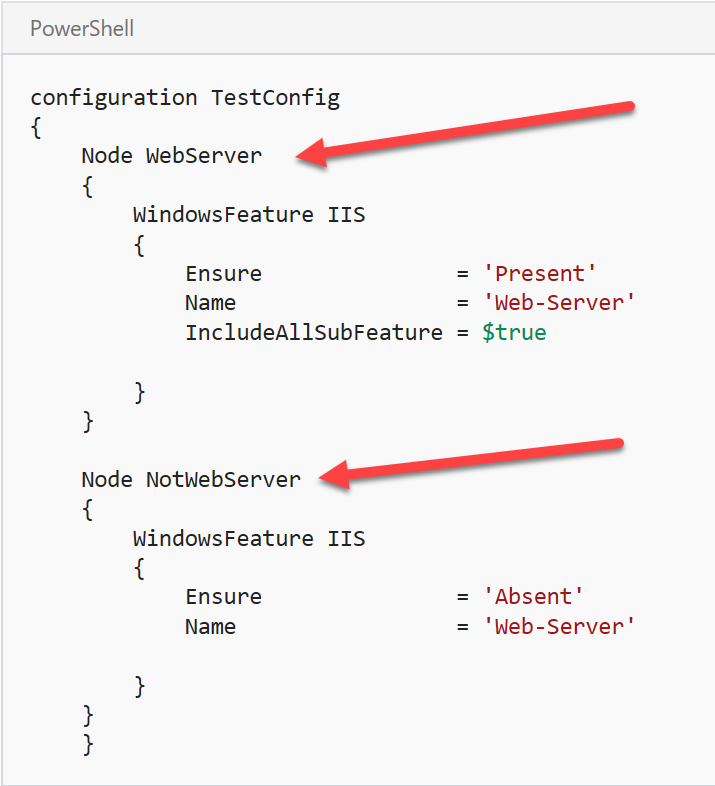 PowerShell
configuration TestConfig
{
    Node WebServer
    {
        WindowsFeature IIS
        {
            Ensure               = 'Present'
            Name                 = 'Web-Server'
            IncludeAllSubFeature = $true
        }
    }
    Node NotWebServer
    {
        WindowsFeature IIS
        {
            Ensure               = 'Absent'
            Name                 = 'Web-Server'
        }
    }
    }